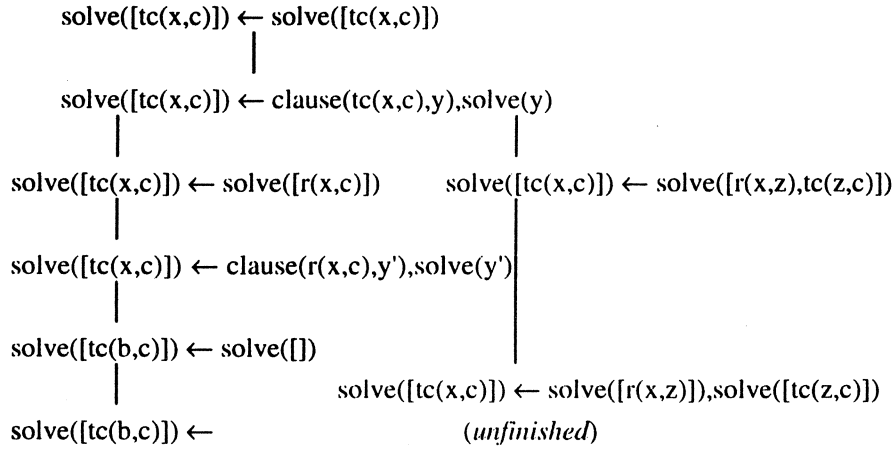 solve([tc(x,c)]) ← solve([tc(x,c)])
solve([tc(x,c)]) ← clause(tc(x,c),y),solve(y)
solve([tc(x,c)]) ← solve([r(x,c)])
solve([tc(x,c)]) ← solve([r(x,z),tc(z,c)])
solve([tc(x,c)]) ← clause(r(x,c),y'),solve(y')
solve([tc(b,c)]) ← solve([])
solve([tc(x,c)]) ← solve([r(x,z)]),solve([tc(z,c)])
solve([tc(b,c)]) ←
(unfinished)